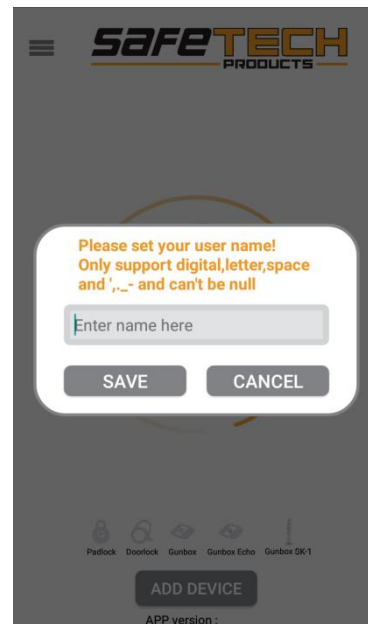 SAFETECH
PRODUCTS
Please set your user name!
Only support digital,letter,space
and ',._- and can't be null
Enter name here
SAVE CANCEL
Padlock Doorlock Gunbox Gunbox Echo Gunbox SK-1
ADD DEVICE
APP version :